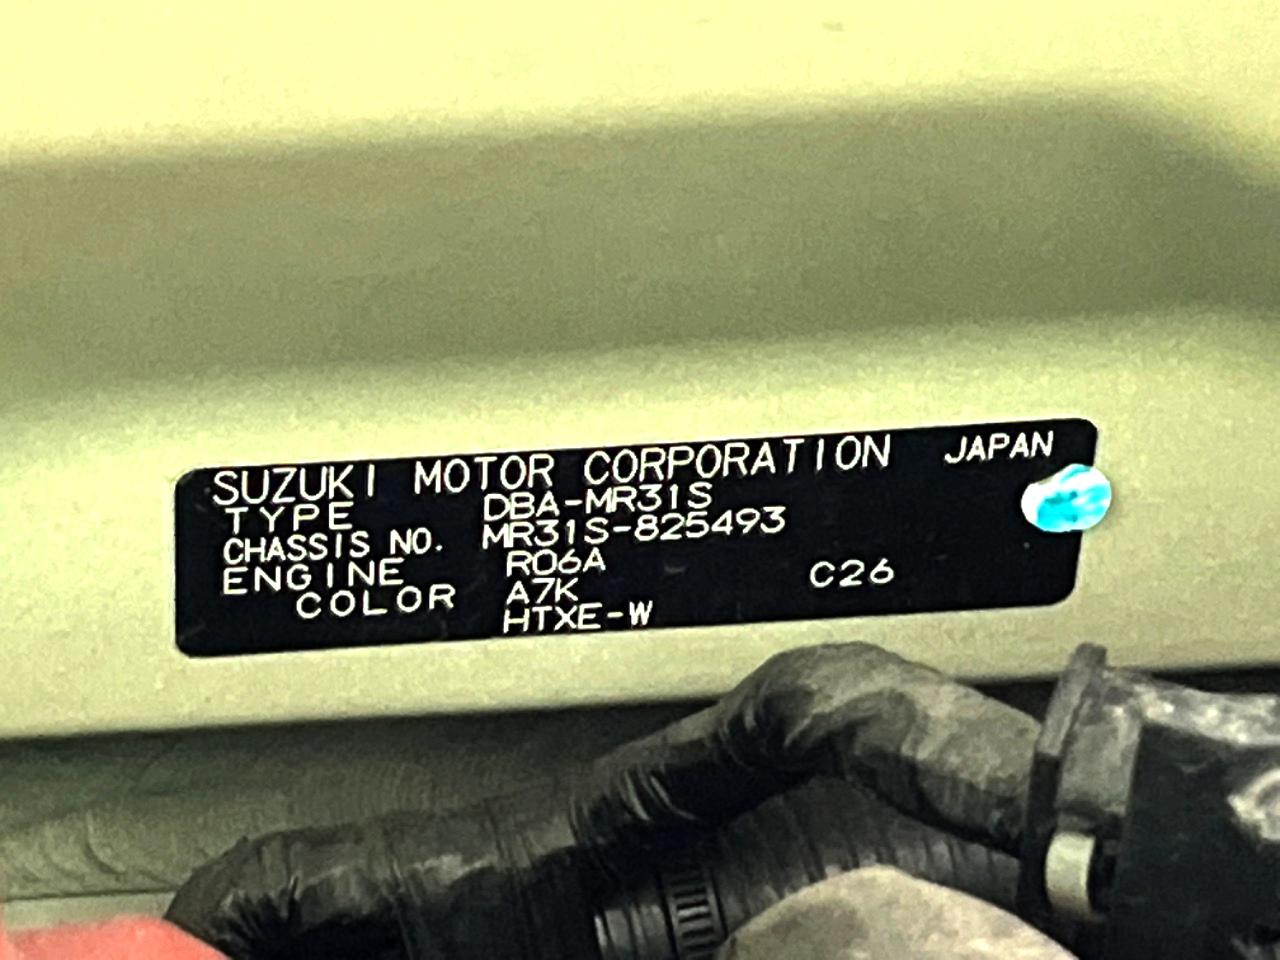 SUZUKI MOTOR CORPORATION JAPAN
TYPE DBA-MR31S
CHASSIS NO. MR31S-825493
ENGINE R06A
COLOR A7K C26
HTXE-W